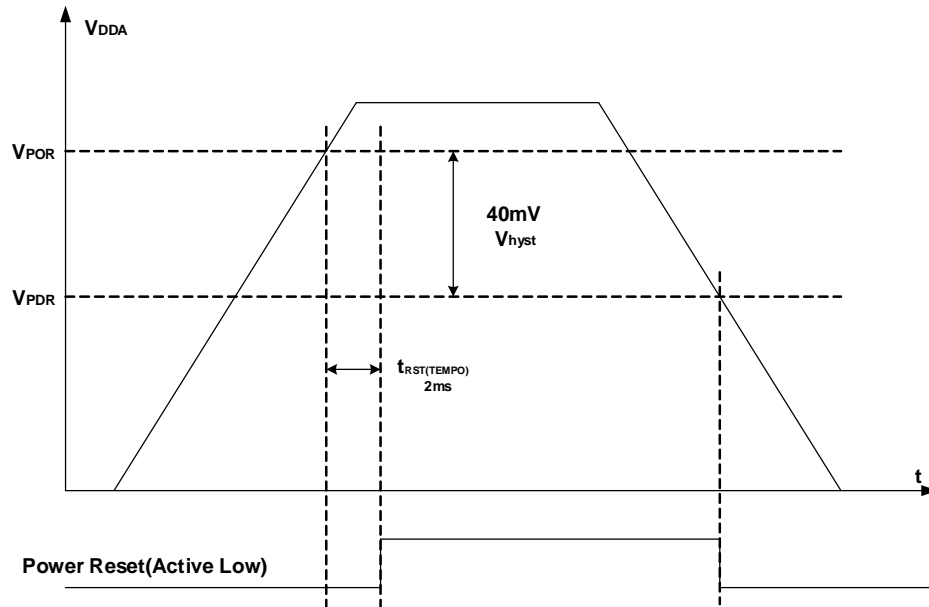 VDDA
VPOR
40mV
Vhyst
VPDR
tRST(TEMPO)
2ms
t
Power Reset(Active Low)